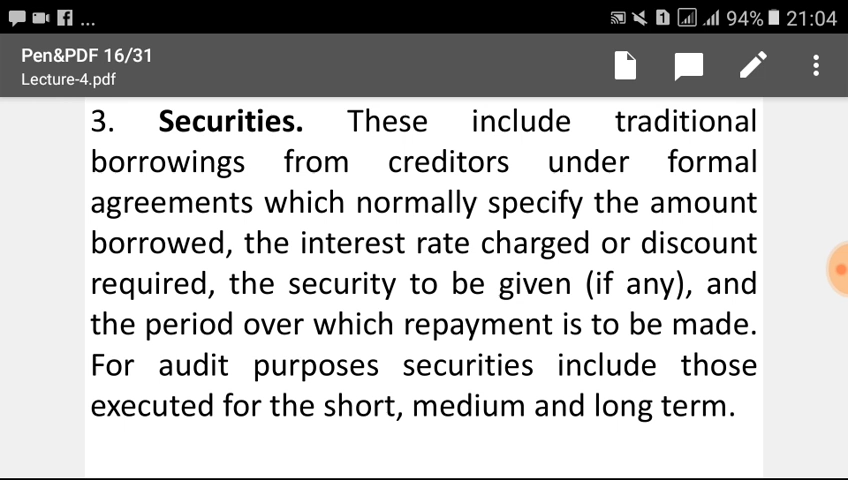 ... 94% 21:04
Pen&PDF 16/31
Lecture-4.pdf
3. Securities. These include traditional
borrowings from creditors under formal
agreements which normally specify the amount
borrowed, the interest rate charged or discount
required, the security to be given (if any), and
the period over which repayment is to be made.
For audit purposes securities include those
executed for the short, medium and long term.